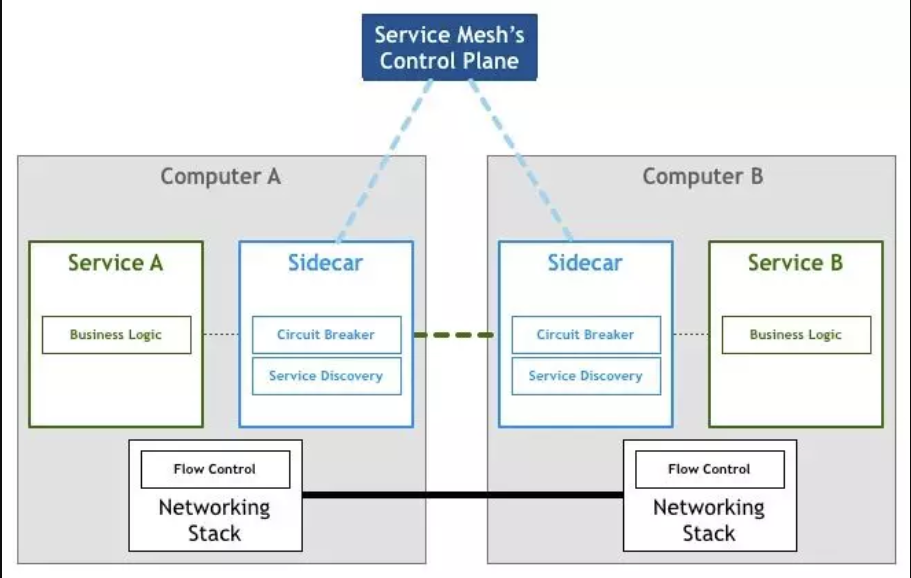 Service Mesh's
Control Plane
Computer A
Computer B
Service A
Sidecar
Sidecar
Service B
Business Logic
Circuit Breaker
Circuit Breaker
Business Logic
Service Discovery
Service Discovery
Flow Control
Flow Control
Networking
Stack
Networking
Stack